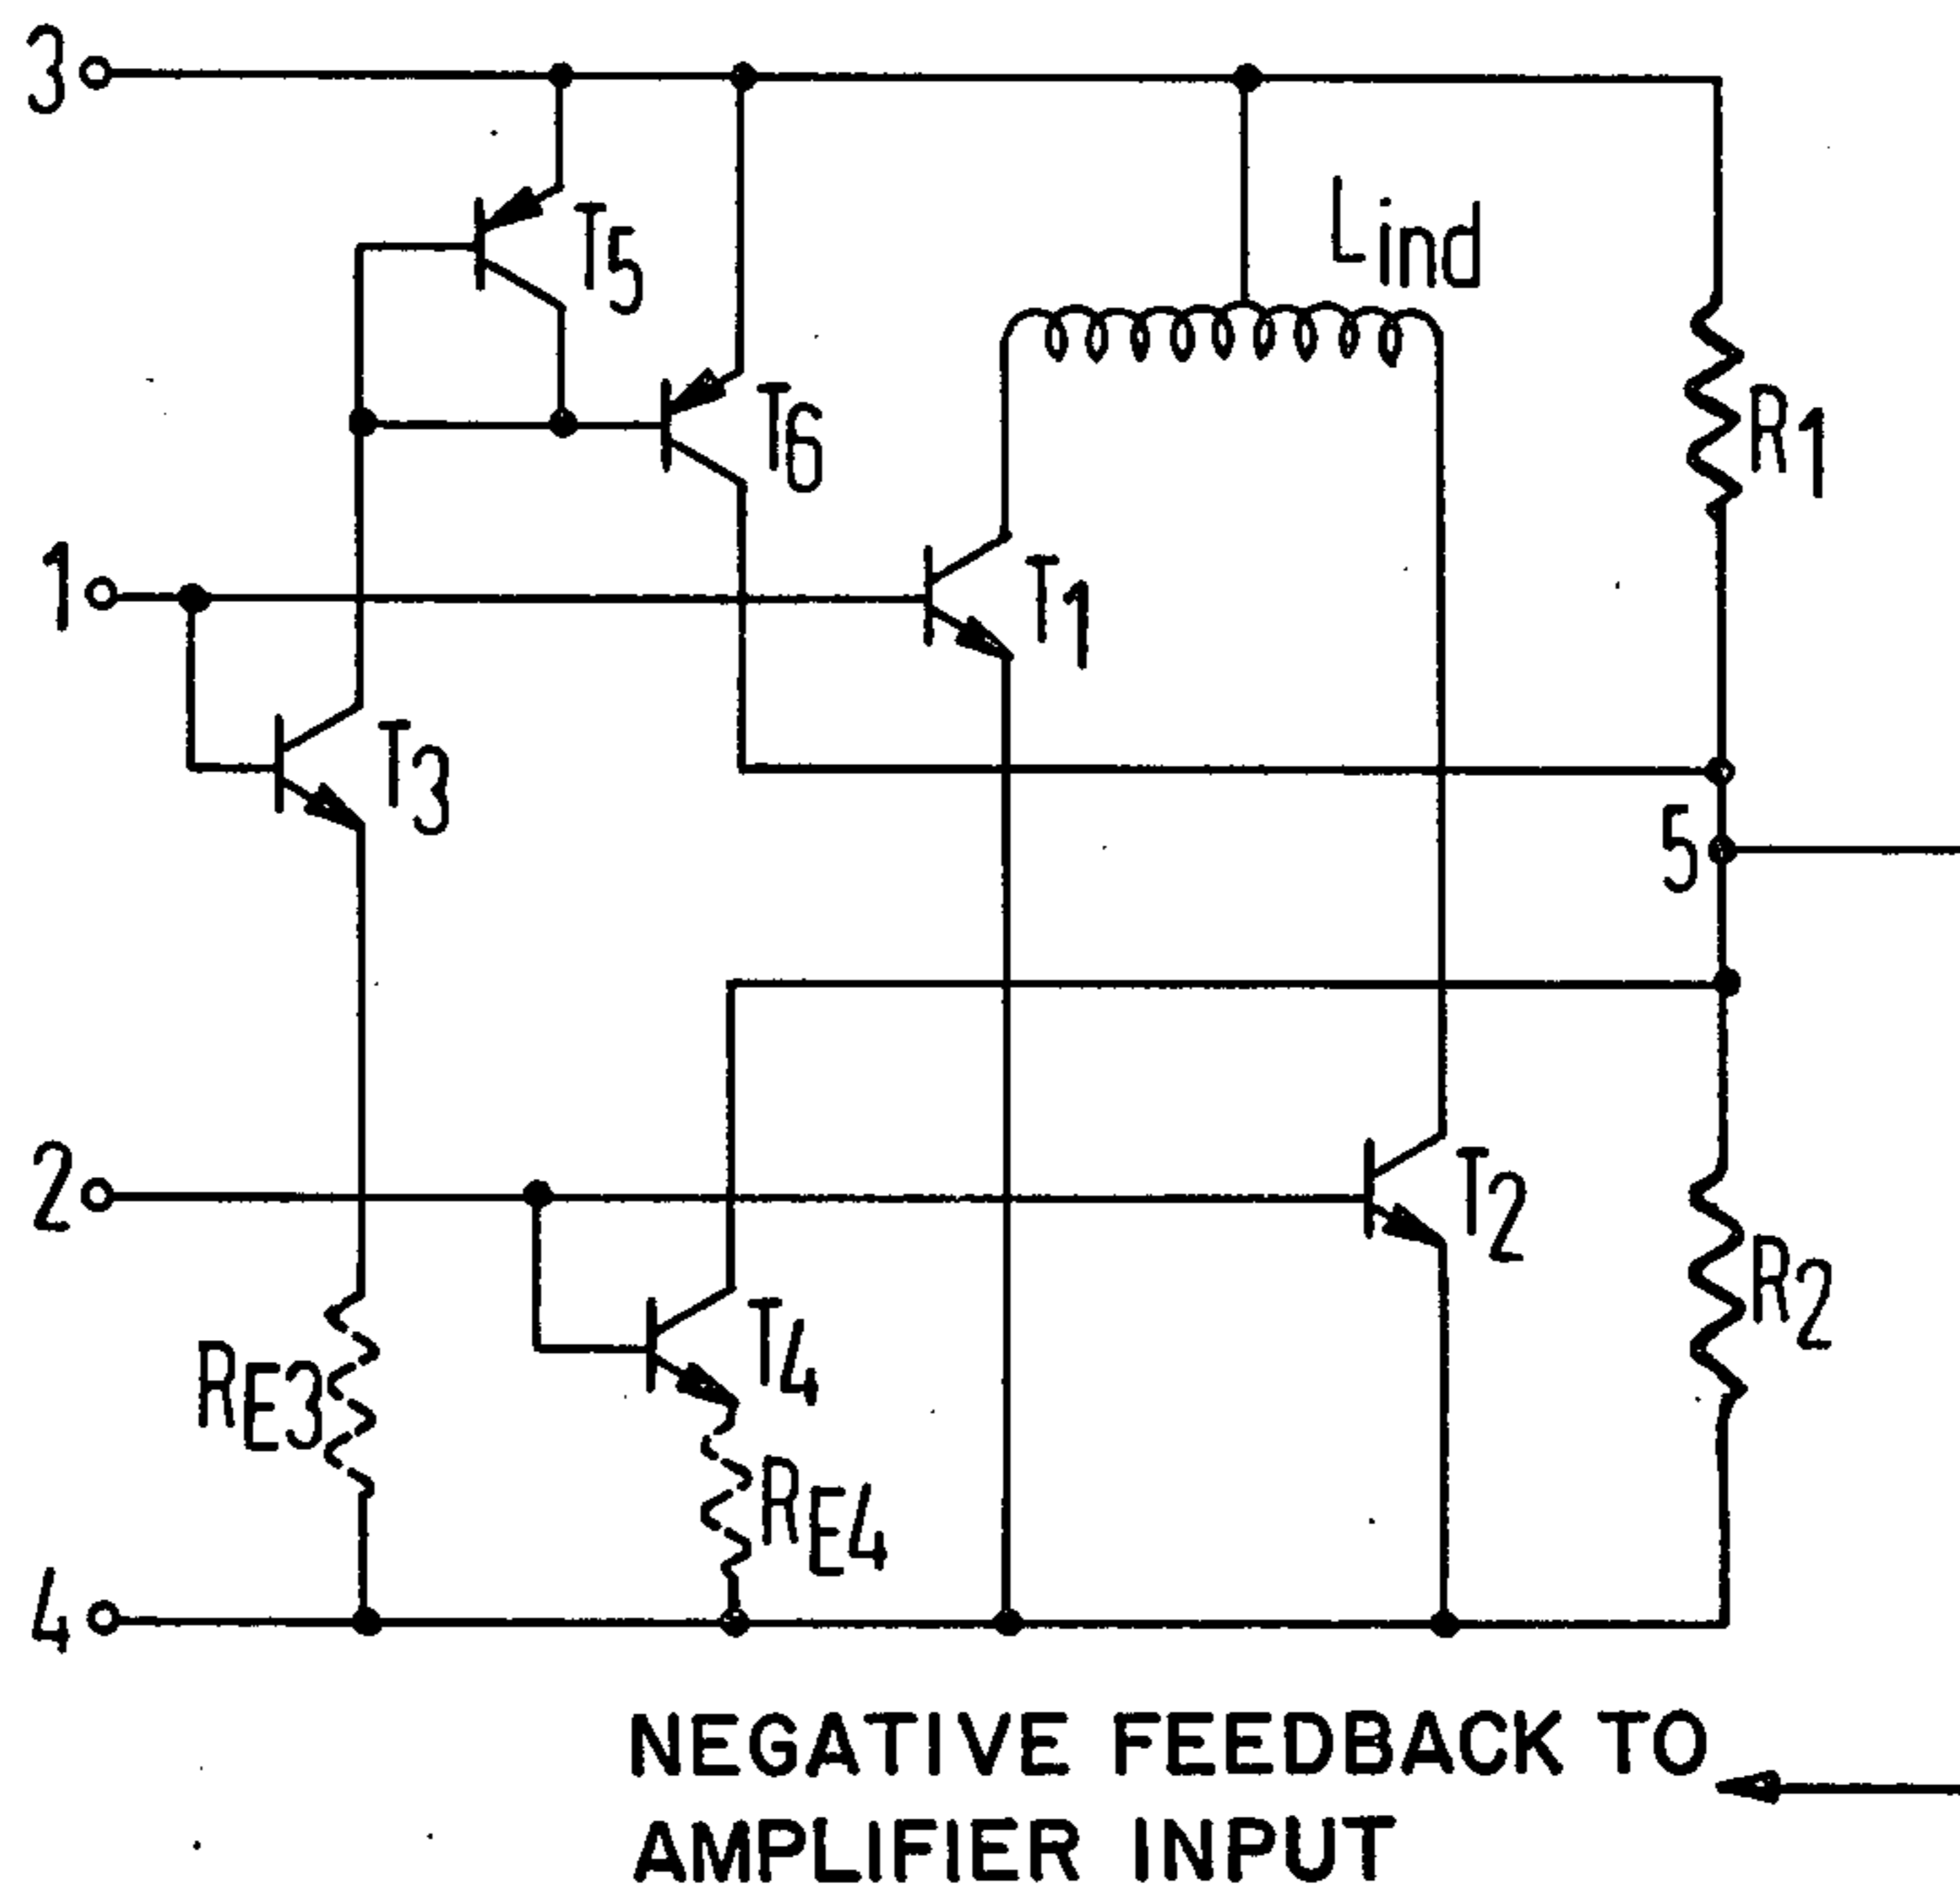 3
T5
Lind
T6
R1
1
T1
T3
5
2
T2
T4
R2
RE3
RE4
4
NEGATIVE FEEDBACK TO
AMPLIFIER INPUT